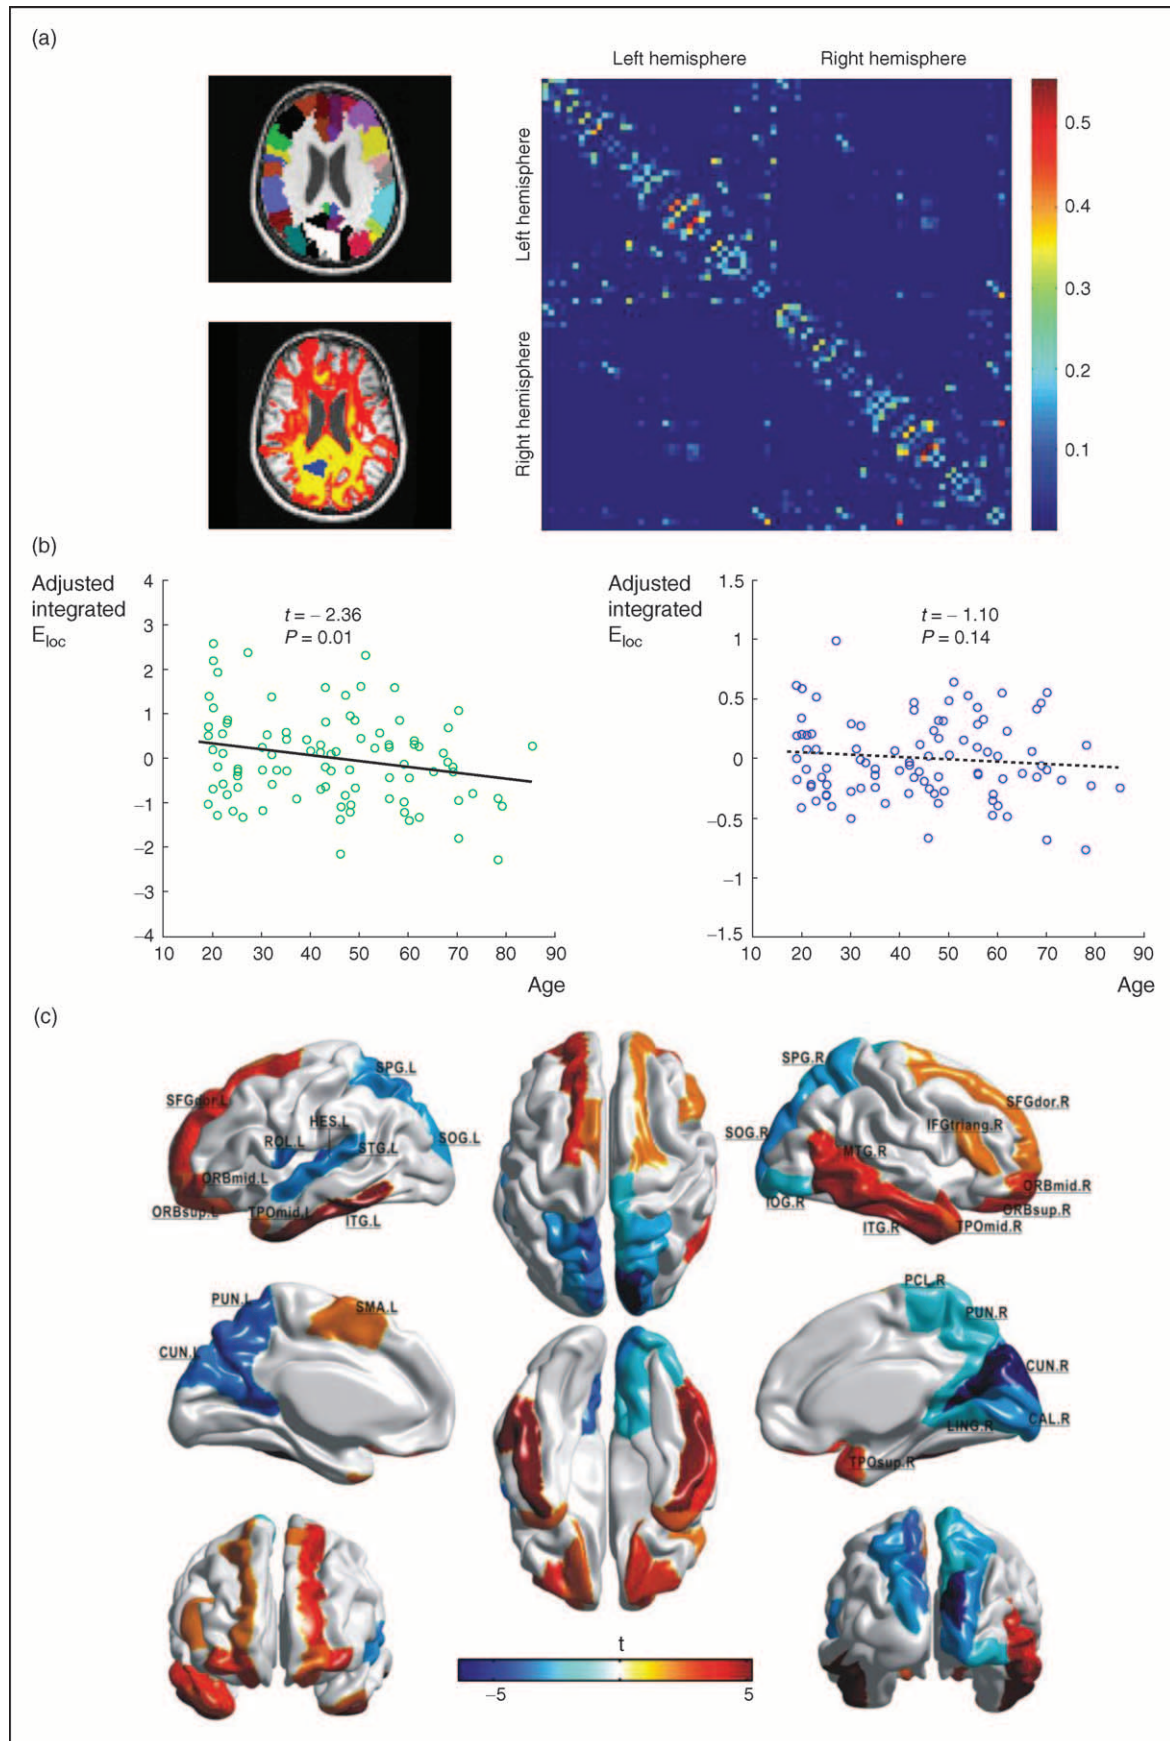 (a)
Left hemisphere Right hemisphere
Left hemisphere
Right hemisphere
0.5
0.4
0.3
0.2
0.1
(b)
Adjusted
integrated
E_loc
4
3
2
1
0
−1
−2
−3
−4
t = − 2.36
P = 0.01
10 20 30 40 50 60 70 80 90
Age
Adjusted
integrated
E_loc
1.5
1
0.5
0
−0.5
−1
−1.5
t = − 1.10
P = 0.14
10 20 30 40 50 60 70 80 90
Age
(c)
SPG.L
SFGdor.L
HES.L
ROL.L
STG.L
SOG.L
ORBmid.L
ORBsup.L
TPOmid.L
ITG.L
SPG.R
SFGdor.R
IFGtriang.R
SOG.R
MTG.R
ORBmid.R
IOG.R
ORBsup.R
ITG.R
TPOmid.R
PUN.L
SMA.L
CUN.L
PCL.R
PUN.R
CUN.R
CAL.R
LING.R
TPOsup.R
t
−5 5